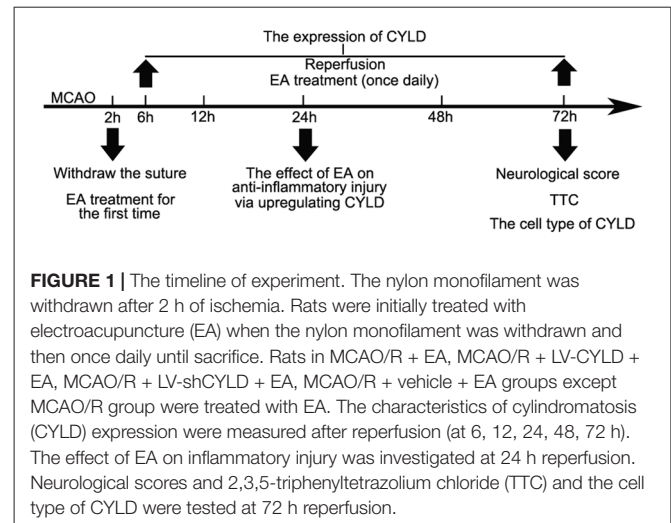 The expression of CYLD
Reperfusion
EA treatment (once daily)
MCAO
2h 6h 12h 24h 48h 72h
Withdraw the suture
EA treatment for
the first time
The effect of EA on
anti-inflammatory injury
via upregulating CYLD
Neurological score
TTC
The cell type of CYLD
FIGURE 1 | The timeline of experiment. The nylon monofilament was
withdrawn after 2 h of ischemia. Rats were initially treated with
electroacupuncture (EA) when the nylon monofilament was withdrawn and
then once daily until sacrifice. Rats in MCAO/R + EA, MCAO/R + LV-CYLD +
EA, MCAO/R + LV-shCYLD + EA, MCAO/R + vehicle + EA groups except
MCAO/R group were treated with EA. The characteristics of cylindromatosis
(CYLD) expression were measured after reperfusion (at 6, 12, 24, 48, 72 h).
The effect of EA on inflammatory injury was investigated at 24 h reperfusion.
Neurological scores and 2,3,5-triphenyltetrazolium chloride (TTC) and the cell
type of CYLD were tested at 72 h reperfusion.